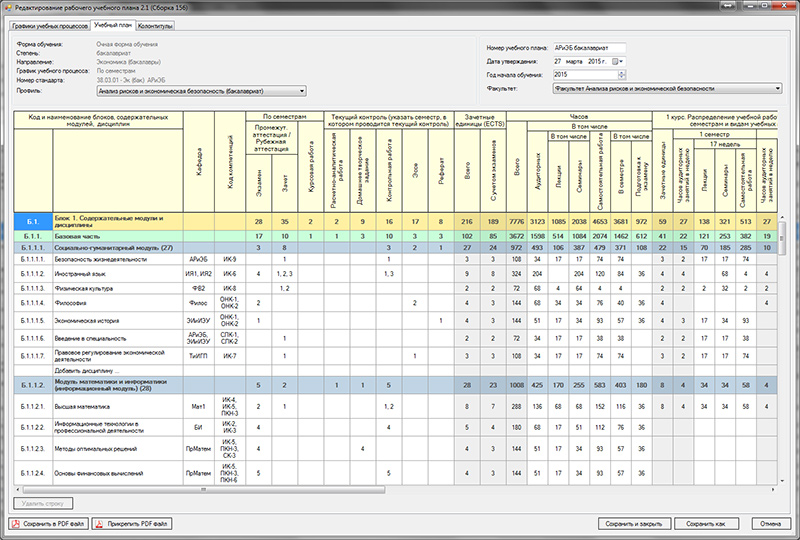 Редактирование рабочего учебного плана 2.1 (Сборка 156)
Графики учебных процессов Учебный план Колонтитулы
Форма обучения: Очная форма обучения
Степень: бакалавриат
Направление: Экономика (Бакалавры)
График учебного процесса: По семестрам
Номер стандарта: 38.03.01 - Эк (бак) АРиЭБ
Профиль: Анализ рисков и экономическая безопасность (бакалавриат)
Номер учебного плана: АРиЭБ бакалавриат
Дата утверждения: 27 марта 2015 г.
Год начала обучения: 2015
Факультет: Факультет Анализа рисков и экономической безопасности
Код и наименование блоков, содержательных модулей, дисциплин
Кафедра
Код компетенций
По семестрам
Промежут. аттестация / Рубежная аттестация
Экзамен
Зачет
Курсовая работа
Текущий контроль (указать семестр, в котором проводится текущий контроль)
Расчетно-аналитическая работа
Домашнее творческое задание
Контрольная работа
Эссе
Реферат
Зачетные единицы (ECTS)
Всего
С учетом экзаменов
Часов
Всего
В том числе
Аудиторных
В том числе
Лекции
Семинары
Самостоятельная работа
В том числе
В семестре
Подготовка к экзамену
1 курс. Распределение учебной рабо
семестрам и видам учебных
Зачетные единицы
Часов аудиторных занятий в неделю
1 семестр
17 недель
Лекции
Семинары
Самостоятельная работа
Часов аудиторных занятий в неделю
Б.1. Блок 1. Содержательные модули и дисциплины 28 35 2 2 9 16 17 8 216 189 7776 3123 1085 2038 4653 3681 972 59 27 138 321 513 27
Б.1.1. Базовая часть 17 10 1 1 3 10 3 3 102 85 3672 1598 514 1084 2074 1462 612 41 22 121 253 382 19
Б.1.1.1. Социально-гуманитарный модуль (27) 3 8 3 2 1 27 24 972 493 106 387 479 371 108 22 15 70 185 285 10
Б.1.1.1.1. Безопасность жизнедеятельности АРиЭБ ИК-9 1 1 3 3 108 34 17 17 74 74 3 2 17 17 74
Б.1.1.1.2. Иностранный язык ИЯ1, ИЯ2 ИК-6 4 1, 2, 3 1, 3 9 8 324 204 204 120 84 36 4 4 68 4 4
Б.1.1.1.3. Физическая культура ФВ2 ИК-8 1, 2 2 2 72 68 4 64 4 4 2 2 2 32 2 2
Б.1.1.1.4. Философия Филос ОНК-1, ОНК-2 2 2 4 3 144 68 34 34 76 40 36 4 4
Б.1.1.1.5. Экономическая история ЭИиИЭУ ОНК-1, ОНК-2 1 1 4 3 144 51 17 34 93 57 36 4 3 17 34 93
Б.1.1.1.6. Введение в специальность АРиЭБ, ЭИиИЭУ СПК-1, СПК-2 1 2 2 72 34 17 17 38 38 2 2 17 17 38
Б.1.1.1.7. Правовое регулирование экономической деятельности ТиИГП ИК-7 1 1 3 3 108 34 17 17 74 74 3 2 17 17 74
Добавить дисциплину ...
Б.1.1.2. Модуль математики и информатики (информационный модуль) (28) 5 2 1 1 5 28 23 1008 425 170 255 583 403 180 8 4 34 34 58 4
Б.1.1.2.1. Высшая математика Мат1 ИК-4, ИК-5, ПКН-3 2 1 1, 2 8 7 288 136 68 68 152 116 36 8 4 34 34 58 4
Б.1.1.2.2. Информационные технологии в профессиональной деятельности БИ ИК-2, ИК-3 4 4 5 4 180 68 17 51 112 76 36
Б.1.1.2.3. Методы оптимальных решений ПрМатем ИК-5, ПКН-3, СК-3 4 4 4 3 144 51 17 34 93 57 36
Б.1.1.2.4. Основы финансовых вычислений ПрМатем ИК-5, ПКН-3, ПКН-6 5 5 4 3 144 51 17 34 93 57 36
Удалить строку
Сохранить в PDF файл Прикрепить PDF файл Сохранить и закрыть Сохранить как Отмена